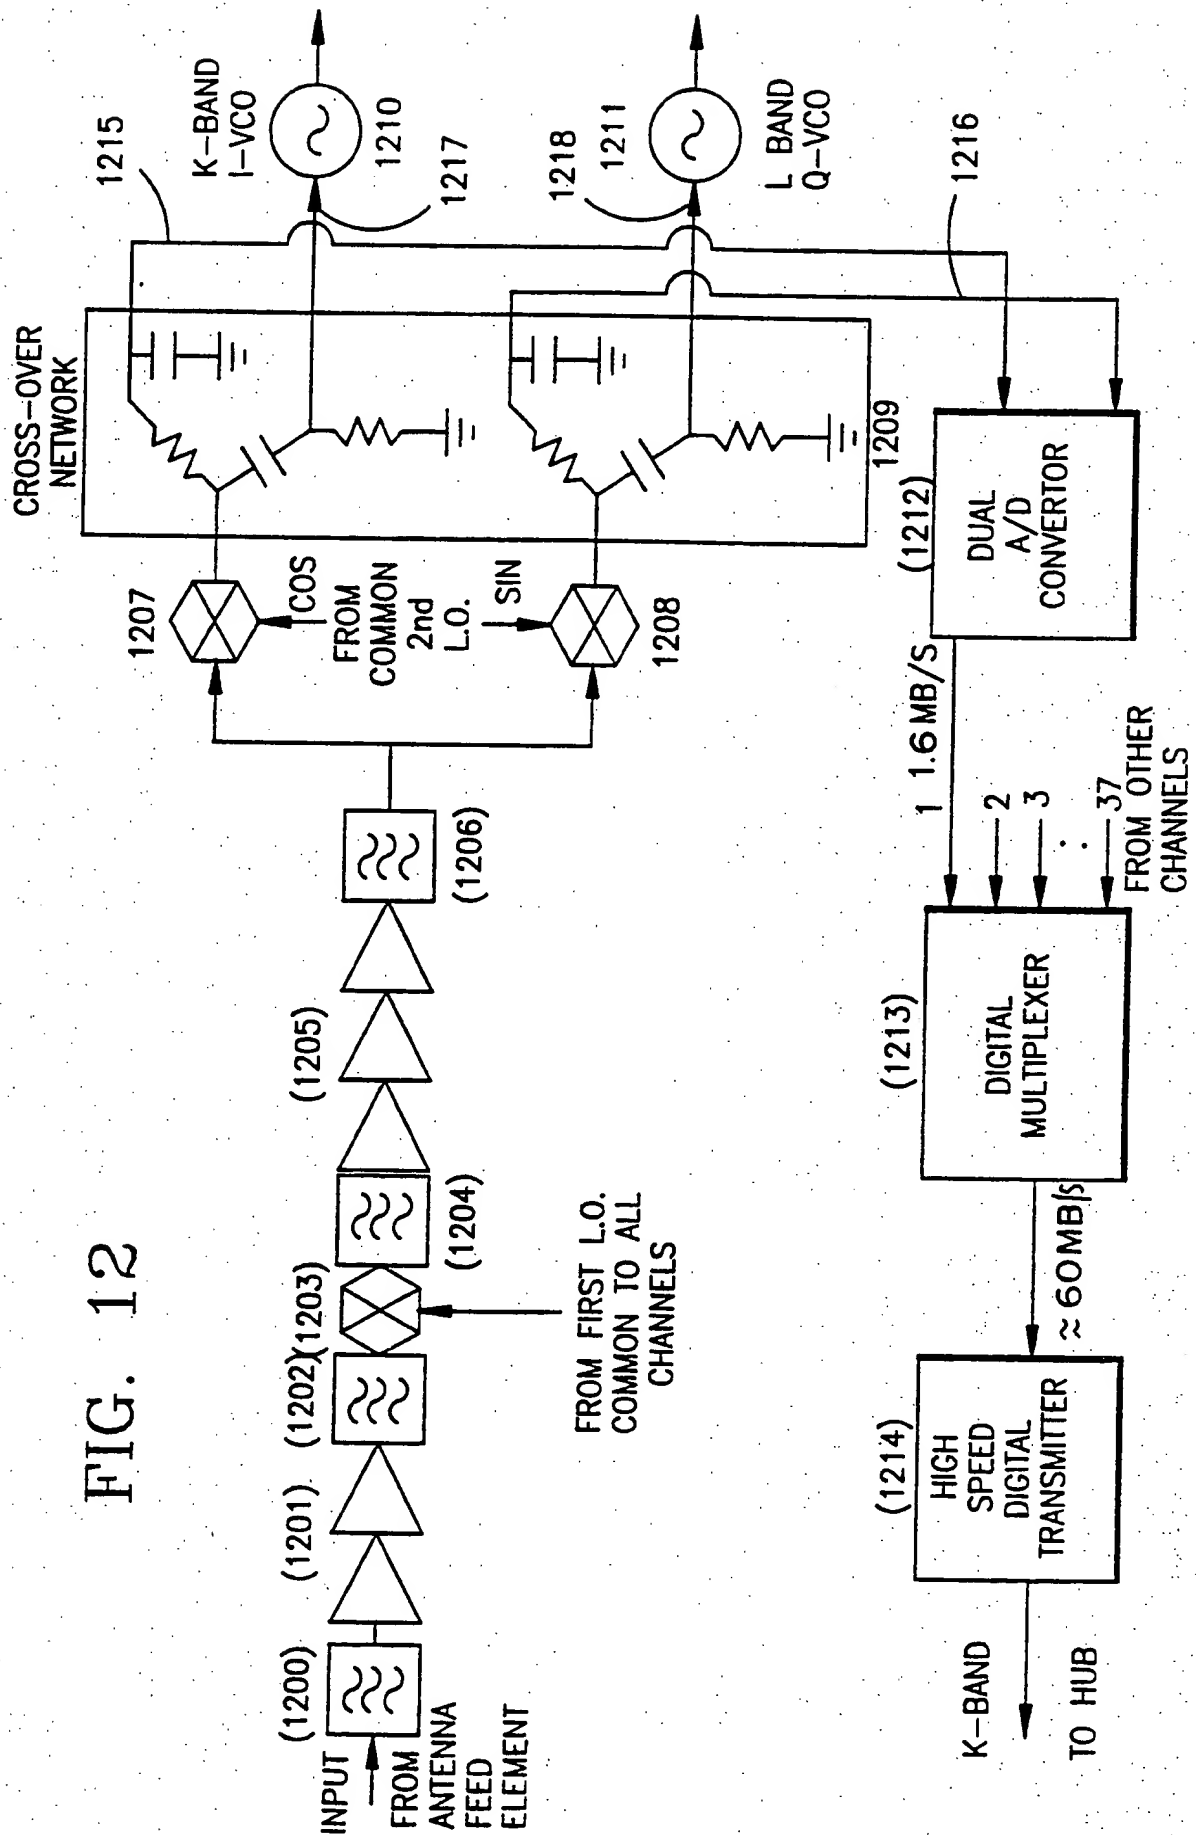 FIG. 12
INPUT
FROM
ANTENNA
FEED
ELEMENT
(1200)
(1201)
(1202)
(1203)
FROM FIRST L.O.
COMMON TO ALL
CHANNELS
(1204)
(1205)
(1206)
1207
COS
FROM
COMMON
2nd
L.O.
SIN
1208
CROSS-OVER
NETWORK
1209
1215
K-BAND
I-VCO
1210
1217
1218
1211
L BAND
Q-VCO
1216
(1212)
DUAL
A/D
CONVERTOR
1 1.6 MB/S
2
3
37
FROM OTHER
CHANNELS
(1213)
DIGITAL
MULTIPLEXER
≈ 60MB/S
(1214)
HIGH
SPEED
DIGITAL
TRANSMITTER
K-BAND
TO HUB